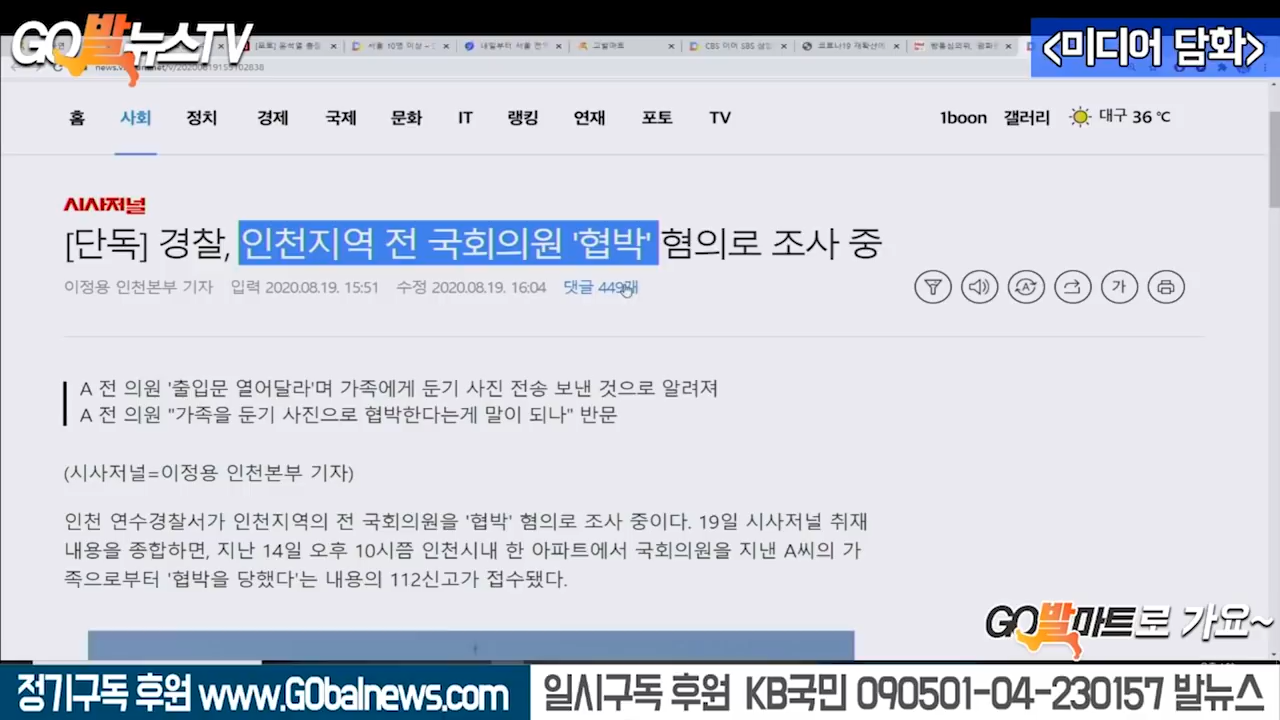 GO발뉴스TV
<미디어 담화>
홈 사회 정치 경제 국제 문화 IT 랭킹 연재 포토 TV 1boon 갤러리 대구 36 ℃
시사저널
[단독] 경찰, 인천지역 전 국회의원 '협박' 혐의로 조사 중
이정용 인천본부 기자 입력 2020.08.19. 15:51 수정 2020.08.19. 16:04 댓글 449개
가
A 전 의원 '출입문 열어달라'며 가족에게 둔기 사진 전송 보낸 것으로 알려져
A 전 의원 "가족을 둔기 사진으로 협박한다는게 말이 되나" 반문
(시사저널=이정용 인천본부 기자)
인천 연수경찰서가 인천지역의 전 국회의원을 '협박' 혐의로 조사 중이다. 19일 시사저널 취재
내용을 종합하면, 지난 14일 오후 10시쯤 인천시내 한 아파트에서 국회의원을 지낸 A씨의 가
족으로부터 '협박을 당했다'는 내용의 112신고가 접수됐다.
GO발마트로 가요~
정기구독 후원 www.GObalnews.com 일시구독 후원 KB국민 090501-04-230157 발뉴스